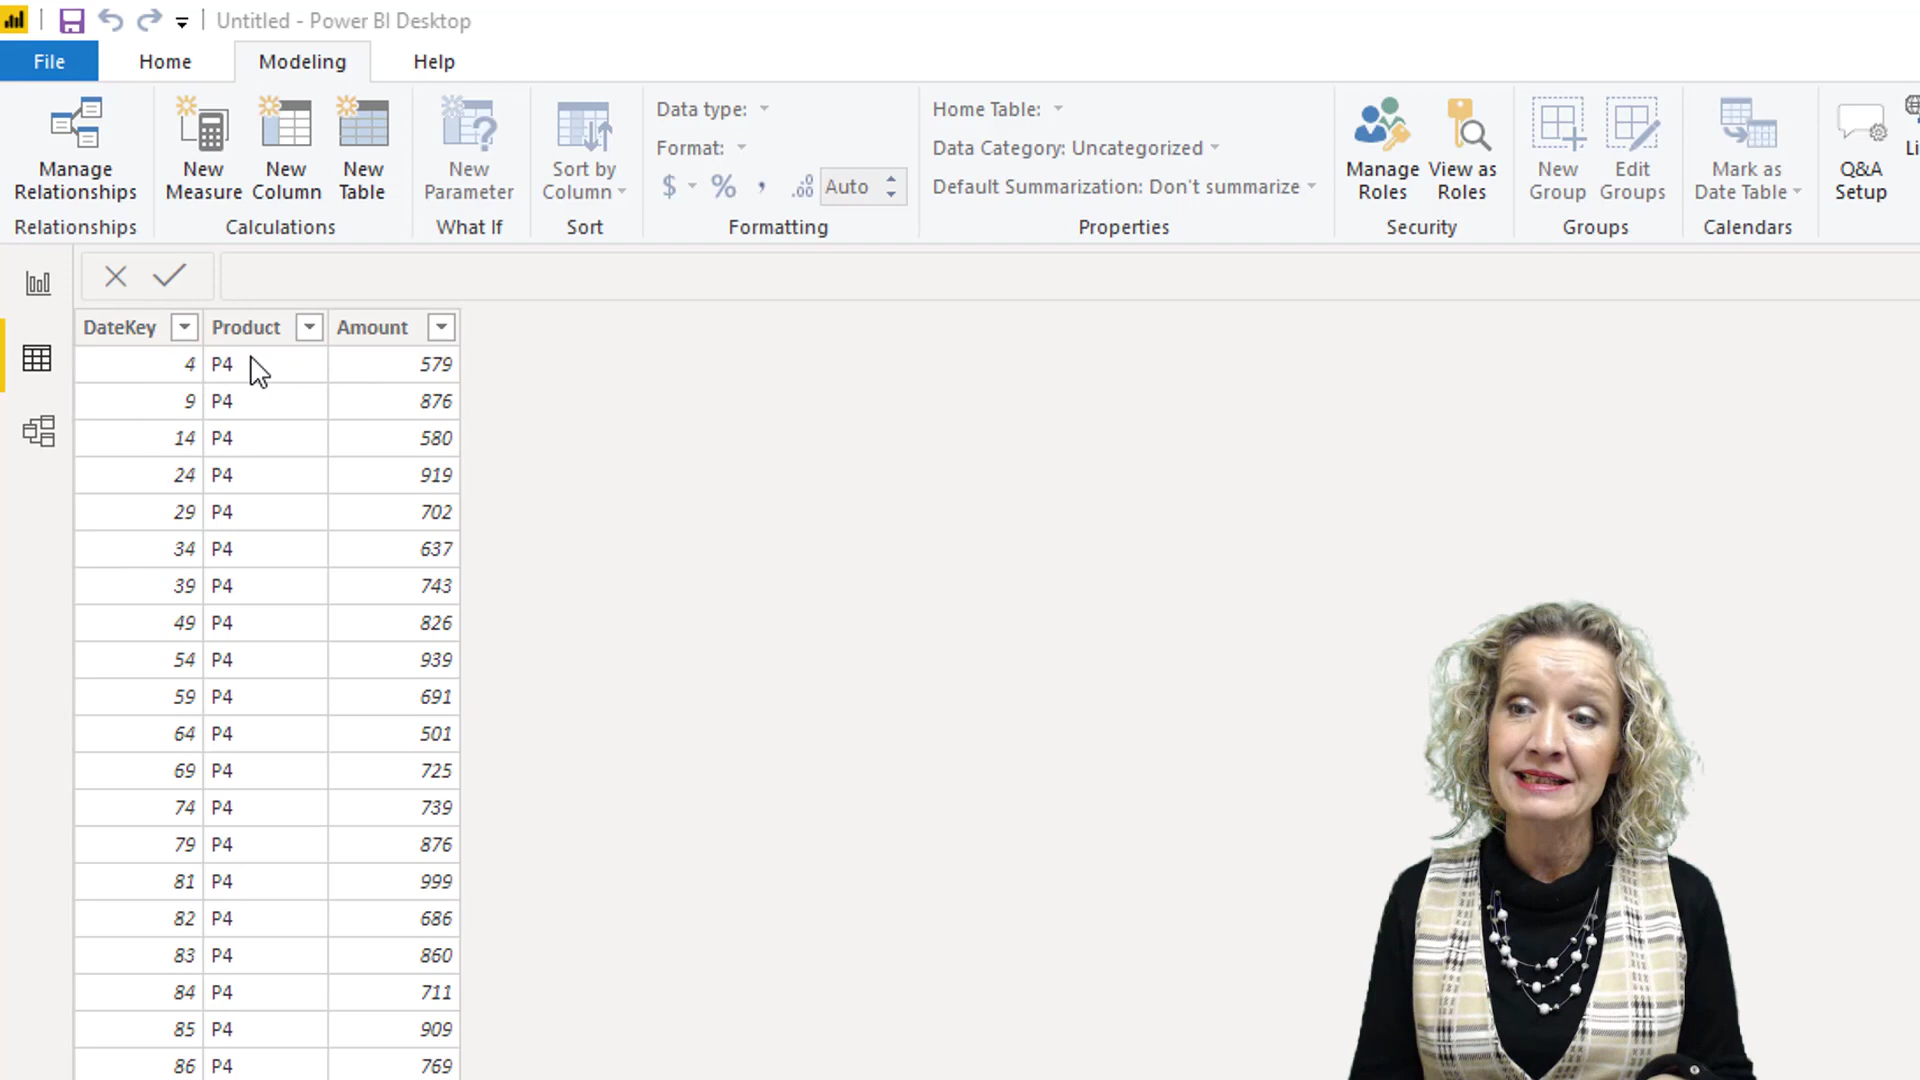 Untitled - Power BI Desktop
File Home Modeling Help
Manage Relationships New Measure New Column New Table New Parameter Sort by Column
Data type:
Format:
$ % , .00 Auto
Home Table:
Data Category: Uncategorized
Default Summarization: Don't summarize
Manage Roles View as Roles New Group Edit Groups Mark as Date Table Q&A Setup Li
Relationships Calculations What If Sort Formatting Properties Security Groups Calendars
DateKey Product Amount
4 P4 579
9 P4 876
14 P4 580
24 P4 919
29 P4 702
34 P4 637
39 P4 743
49 P4 826
54 P4 939
59 P4 691
64 P4 501
69 P4 725
74 P4 739
79 P4 876
81 P4 999
82 P4 686
83 P4 860
84 P4 711
85 P4 909
86 P4 769